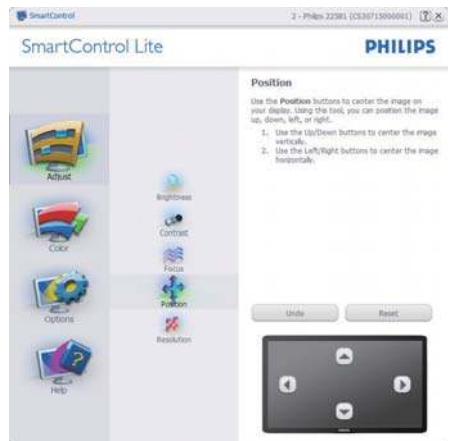 SmartControl
2 - Philips 225B1 (CS30715000001)
SmartControl Lite
PHILIPS
Adjust
Color
Options
Help
Brightness
Contrast
Focus
Position
Resolution
Position
Use the Position buttons to center the image on
your display. Using the tool, you can position the image
up, down, left, or right.
1. Use the Up/Down buttons to center the image
vertically.
2. Use the Left/Right buttons to center the image
horizontally.
Undo
Reset